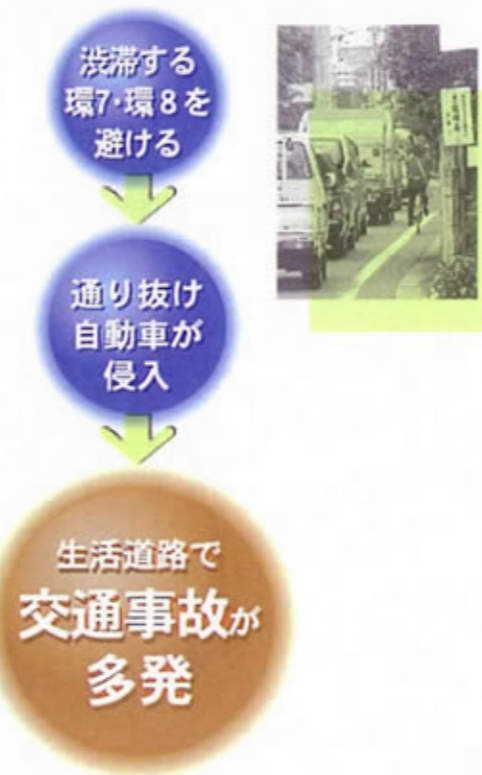 渋滞する
環7・環8を
避ける
通り抜け
自動車が
侵入
生活道路で
交通事故が
多発